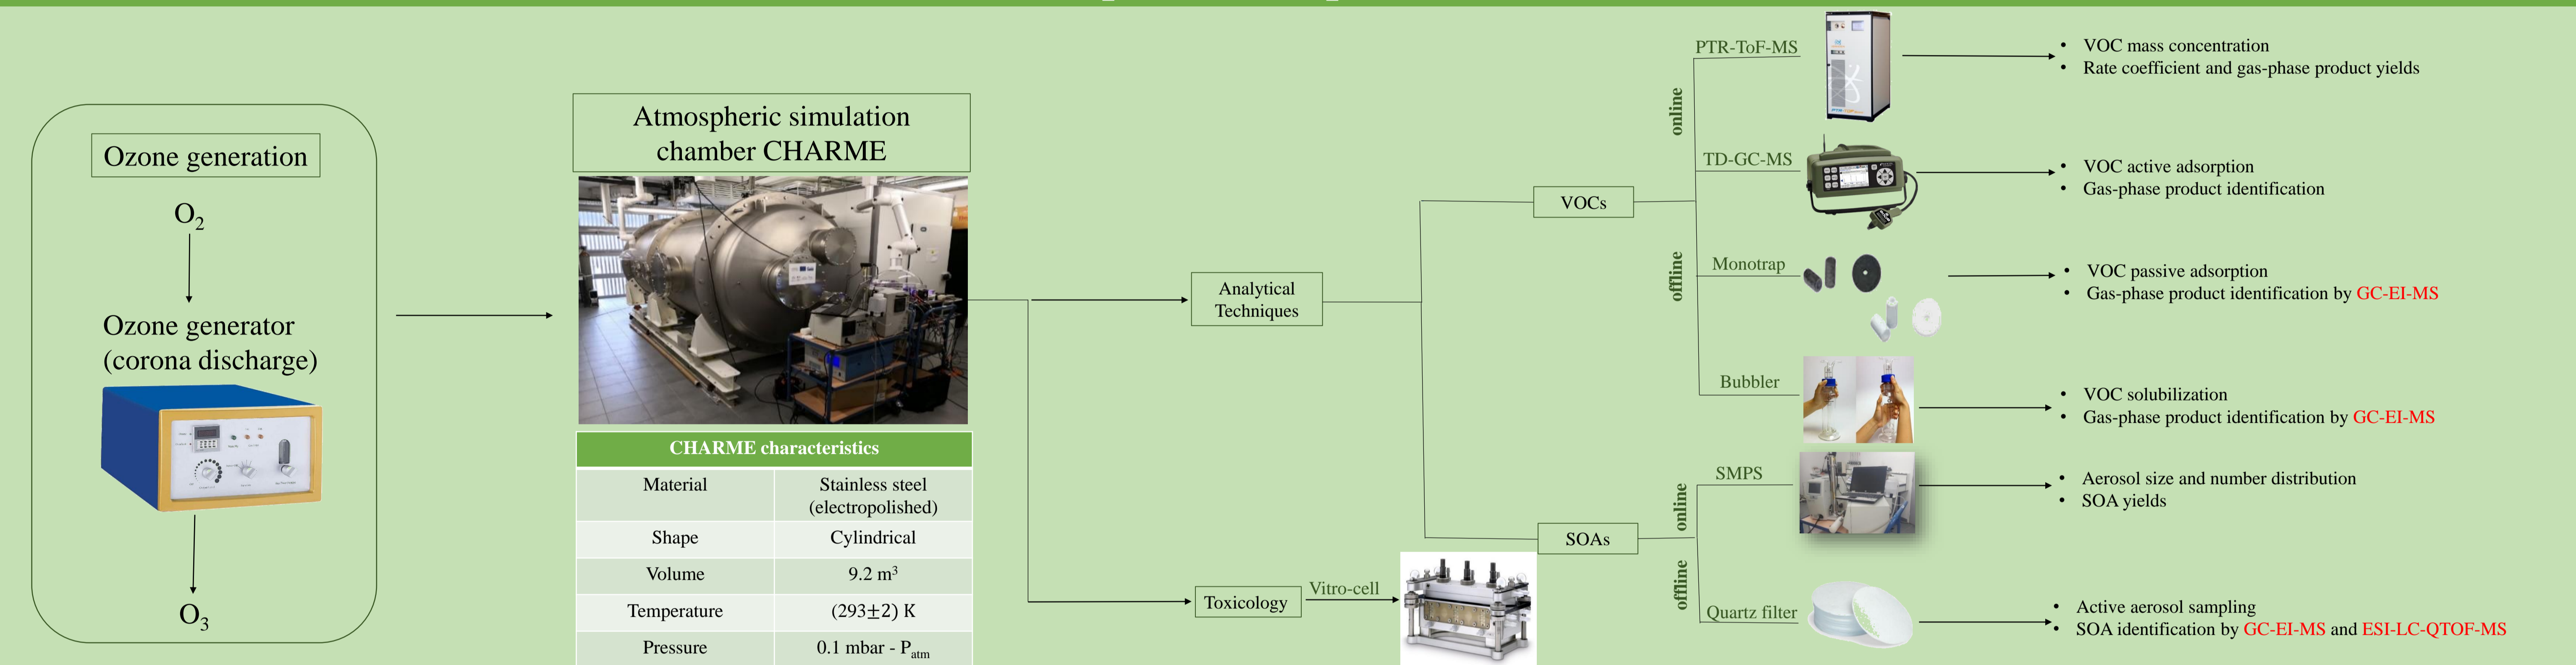 Ozone generation
O₂
Ozone generator
(corona discharge)
O₃
Atmospheric simulation
chamber CHARME
CHARME characteristics
Material Stainless steel
(electropolished)
Shape Cylindrical
Volume 9.2 m³
Temperature (293±2) K
Pressure 0.1 mbar - Pₐₜₘ
Analytical
Techniques
Toxicology
Vitro-cell
VOCs
SOAs
online
offline
PTR-ToF-MS
• VOC mass concentration
• Rate coefficient and gas-phase product yields
TD-GC-MS
• VOC active adsorption
• Gas-phase product identification
Monotrap
• VOC passive adsorption
• Gas-phase product identification by GC-EI-MS
Bubbler
• VOC solubilization
• Gas-phase product identification by GC-EI-MS
online
offline
SMPS
• Aerosol size and number distribution
• SOA yields
Quartz filter
• Active aerosol sampling
• SOA identification by GC-EI-MS and ESI-LC-QTOF-MS